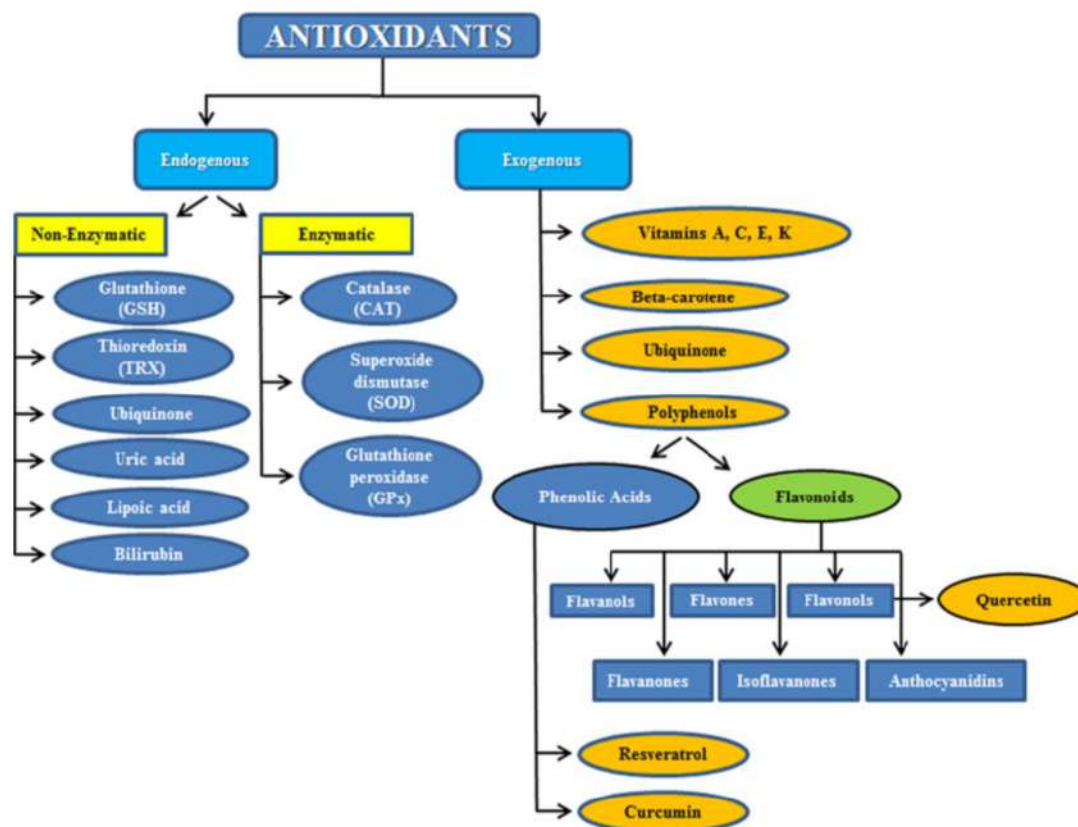 ANTIOXIDANTS
Endogenous
Exogenous
Non-Enzymatic
Enzymatic
Glutathione
(GSH)
Thioredoxin
(TRX)
Ubiquinone
Uric acid
Lipoic acid
Bilirubin
Catalase
(CAT)
Superoxide
dismutase
(SOD)
Glutathione
peroxidase
(GPx)
Vitamins A, C, E, K
Beta-carotene
Ubiquinone
Polyphenols
Phenolic Acids
Flavonoids
Flavanols
Flavones
Flavonols
Quercetin
Flavanones
Isoflavanones
Anthocyanidins
Resveratrol
Curcumin